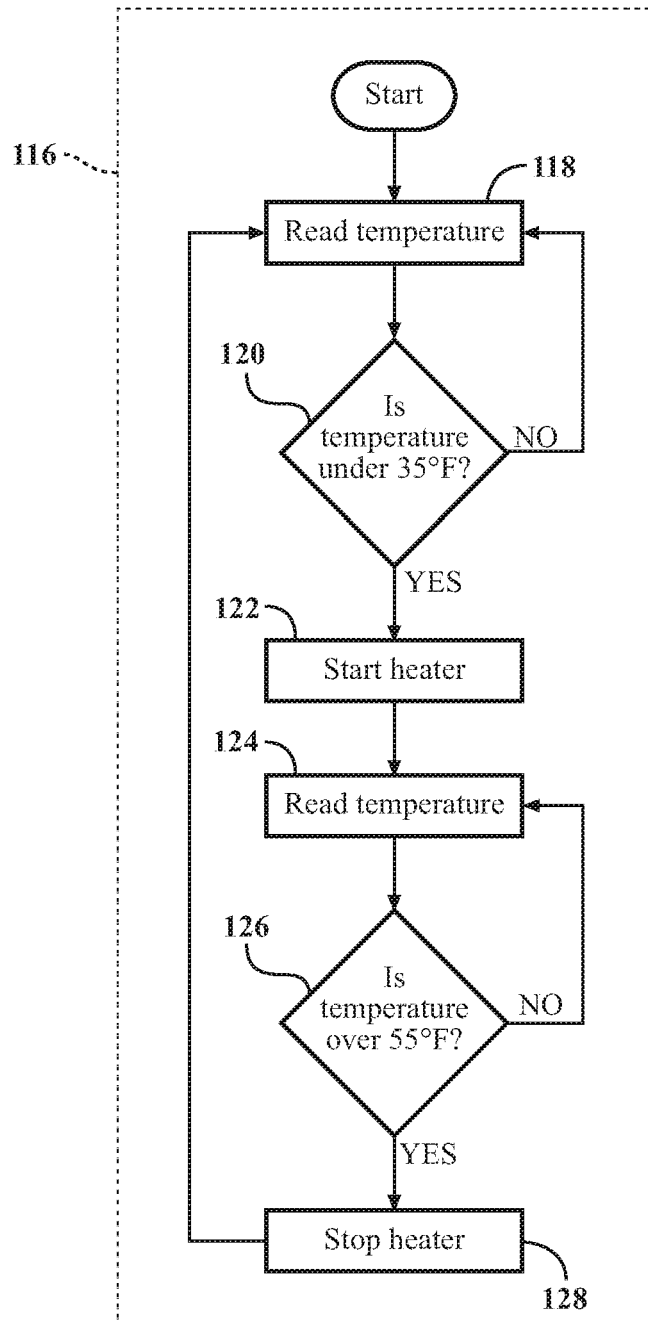 Start
116
118
Read temperature
120
Is
temperature
under 35°F?
NO
YES
122
Start heater
124
Read temperature
126
Is
temperature
over 55°F?
NO
YES
Stop heater
128